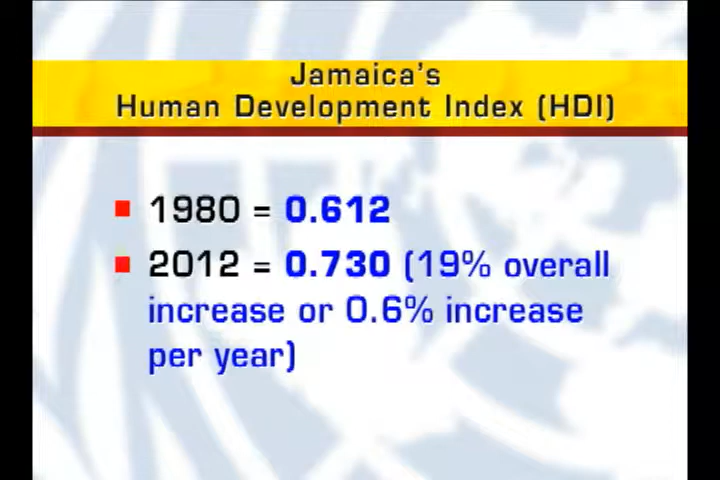 Jamaica's
Human Development Index (HDI)
1980 = 0.612
2012 = 0.730 (19% overall
increase or 0.6% increase
per year)